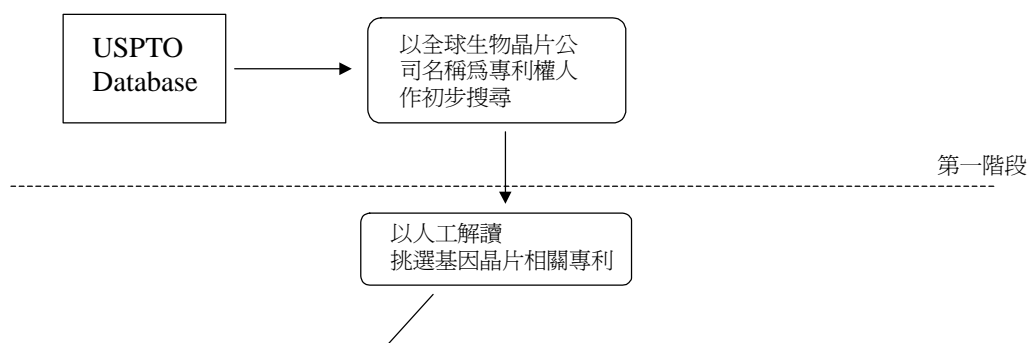 USPTO
Database
以全球生物晶片公
司名稱爲專利權人
作初步搜尋
第一階段
以人工解讀
挑選基因晶片相關專利